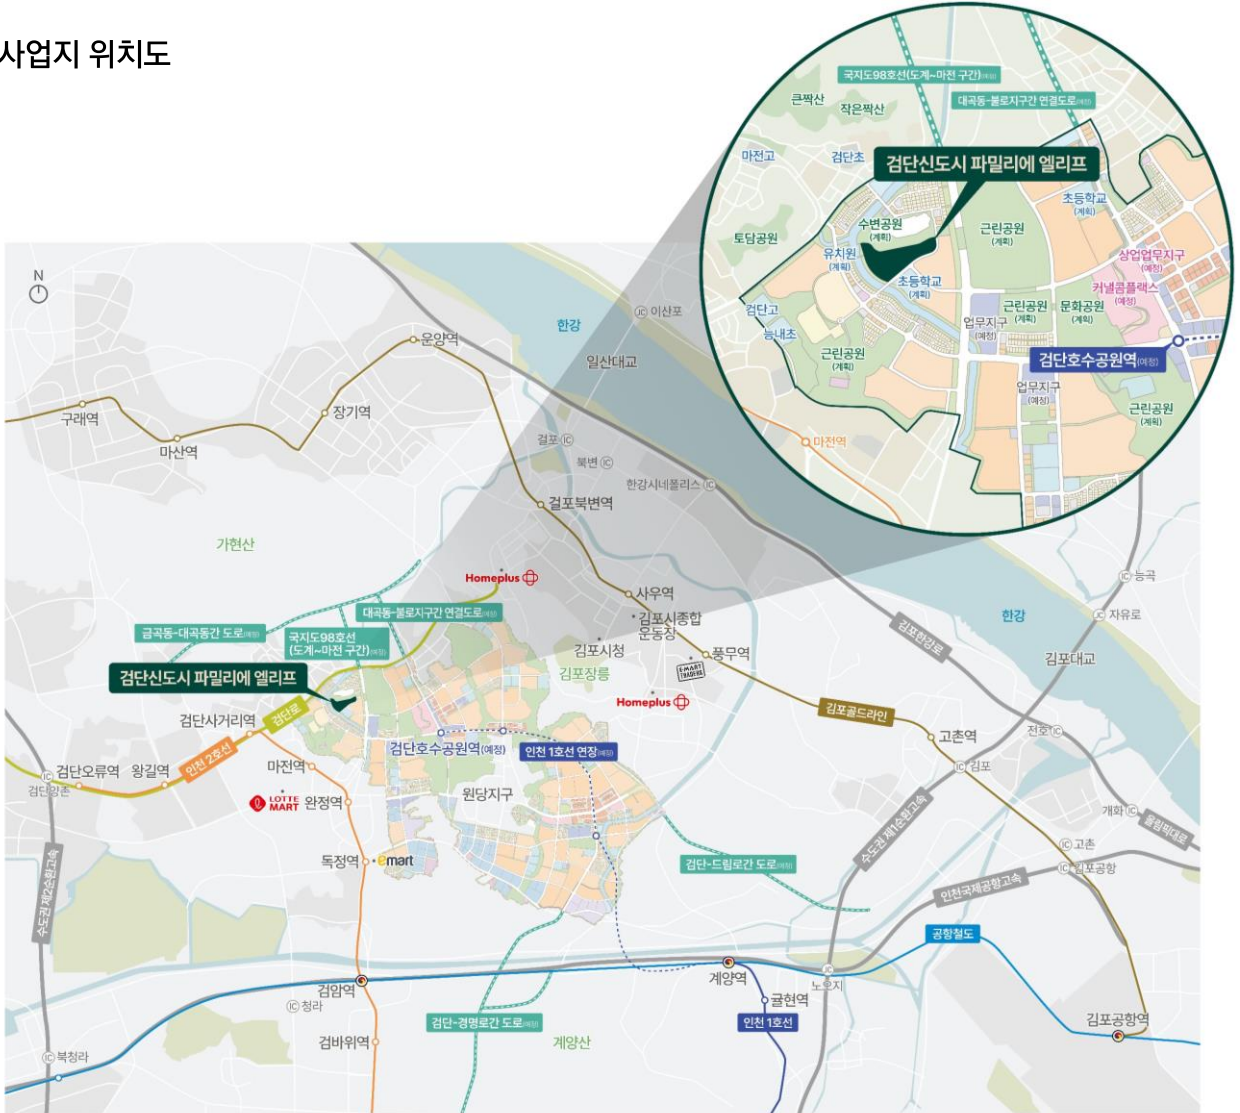 사업지 위치도
국지도98호선(도계~마전 구간)(예정)
대곡동-불로지구간 연결도로(예정)
큰짝산
작은짝산
마전고
검단초
검단신도시 파밀리에 엘리프
초등학교
(계획)
수변공원
(계획)
근린공원
(계획)
토담공원
유치원
(계획)
초등학교
(계획)
상업업무지구
(예정)
커낼콤플렉스
(예정)
검단고
능내초
업무지구
(예정)
근린공원
(계획)
문화공원
(계획)
근린공원
(계획)
검단호수공원역(예정)
업무지구
(예정)
근린공원
(계획)
마전역
N
한강
IC 이산포
일산대교
운양역
구래역
장기역
마산역
걸포 IC
북변 IC
한강시네폴리스 IC
걸포북변역
가현산
Homeplus
사우역
김포시종합
운동장
김포시청
풍무역
E-MART
TRADERS
김포장릉
Homeplus
IC 능곡
IC 자유로
한강
김포한강로
김포대교
금곡동-대곡동간 도로(예정)
대곡동-불로지구간 연결도로(예정)
국지도98호선
(도계~마전 구간)(예정)
검단신도시 파밀리에 엘리프
검단사거리역
검단로
김포골드라인
고촌역
전호 IC
검단호수공원역(예정)
인천 1호선 연장(예정)
인천 2호선
마전역
검단오류역
왕길역
IC
검단양촌
IC 김포
LOTTE
MART
완정역
원당지구
개화 IC
올림픽대로
수도권 제1순환고속
독정역
emart
검단-드림로간 도로(예정)
IC 고촌
IC 김포공항
인천국제공항고속
수도권 제2순환고속
공항철도
검암역
IC 청라
계양역
IC
노오지
귤현역
검단-경명로간 도로(예정)
인천 1호선
김포공항역
검바위역
계양산
IC 북청라